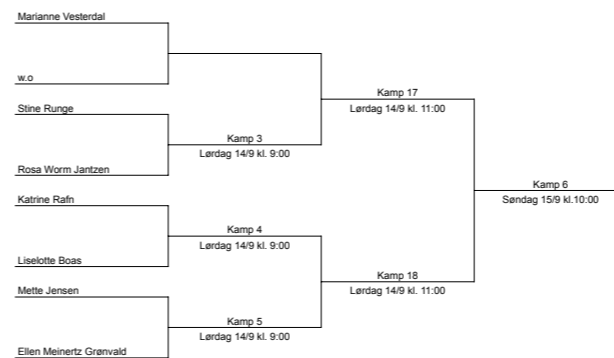 Marianne Vesterdal
w.o
Kamp 17
Lørdag 14/9 kl. 11:00
Stine Runge
Kamp 3
Lørdag 14/9 kl. 9:00
Rosa Worm Jantzen
Kamp 6
Søndag 15/9 kl.10:00
Katrine Rafn
Kamp 4
Lørdag 14/9 kl. 9:00
Liselotte Boas
Kamp 18
Lørdag 14/9 kl. 11:00
Mette Jensen
Kamp 5
Lørdag 14/9 kl. 9:00
Ellen Meinertz Grønvald